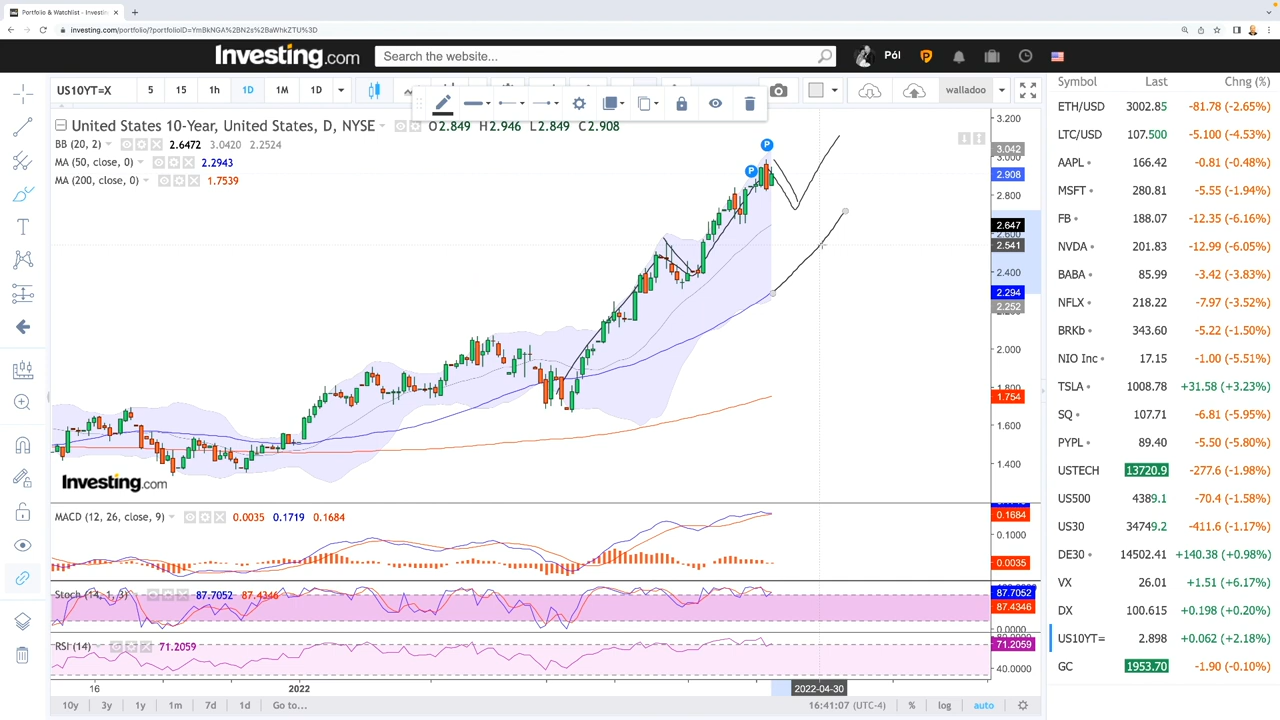 Portfolio & Watchlist - Investin
investing.com/portfolio/?portfolioID=YmBkNGA%2BN2s%2BaWhkZTU%3D
Investing.com
Search the website...
Pól
US10YT=X
5
15
1h
1D
1M
1D
walladoo
United States 10-Year, United States, D, NYSE
O2.849 H2.946 L2.849 C2.908
BB (20, 2)
2.6472 3.0420 2.2524
MA (50, close, 0)
2.2943
MA (200, close, 0)
1.7539
P
P
3.200
3.042
3.000
2.908
2.800
2.647
2.600
2.541
2.400
2.294
2.252
2.000
1.800
1.754
1.600
1.400
Investing.com
MACD (12, 26, close, 9)
0.0035 0.1719 0.1684
0.1684
0.1000
0.0035
Stoch (14, 1, 3)
87.7052 87.4346
87.7052
87.4346
0.0000
RSI (14)
71.2059
71.2059
40.0000
16
2022
2022-04-30
10y
3y
1y
1m
7d
1d
Go to...
16:41:07 (UTC-4)
%
log
auto
Symbol Last Chng (%)
ETH/USD 3002.85 -81.78 (-2.65%)
LTC/USD 107.500 -5.100 (-4.53%)
AAPL 166.42 -0.81 (-0.48%)
MSFT 280.81 -5.55 (-1.94%)
FB 188.07 -12.35 (-6.16%)
NVDA 201.83 -12.99 (-6.05%)
BABA 85.99 -3.42 (-3.83%)
NFLX 218.22 -7.97 (-3.52%)
BRKb 343.60 -5.22 (-1.50%)
NIO Inc 17.15 -1.00 (-5.51%)
TSLA 1008.78 +31.58 (+3.23%)
SQ 107.71 -6.81 (-5.95%)
PYPL 89.40 -5.50 (-5.80%)
USTECH 13720.9 -277.6 (-1.98%)
US500 4389.1 -70.4 (-1.58%)
US30 34749.2 -411.6 (-1.17%)
DE30 14502.41 +140.38 (+0.98%)
VX 26.01 +1.51 (+6.17%)
DX 100.615 +0.198 (+0.20%)
US10YT= 2.898 +0.062 (+2.18%)
GC 1953.70 -1.90 (-0.10%)